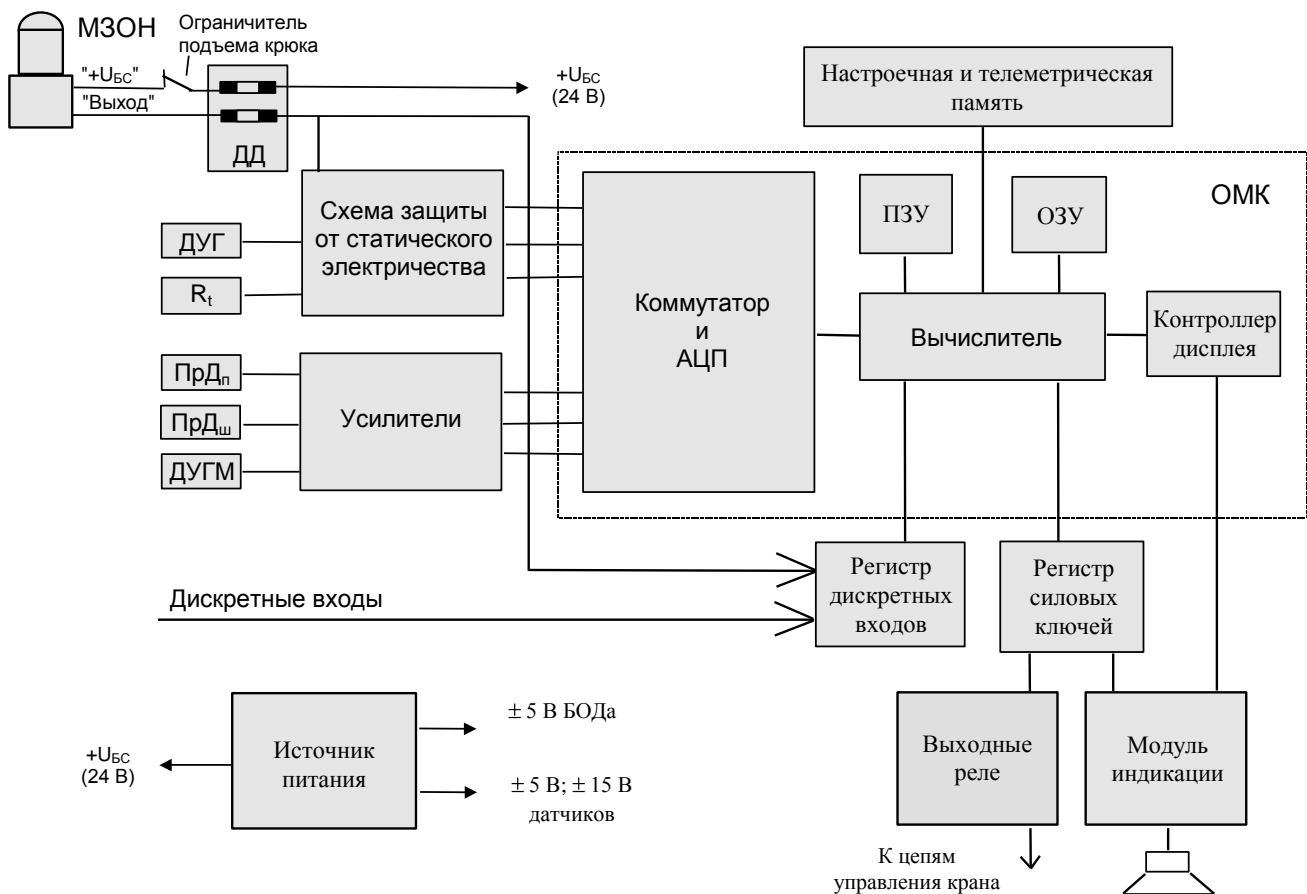 МЗОН
Ограничитель
подъема крюка
"+UБС"
"Выход"
ДД
+UБС
(24 В)
Настроечная и телеметрическая
память
ОМК
Схема защиты
от статического
электричества
ДУГ
Rt
ПрДп
ПрДш
ДУГМ
Усилители
Коммутатор
и
АЦП
ПЗУ
ОЗУ
Вычислитель
Контроллер
дисплея
Дискретные входы
Регистр
дискретных
входов
Регистр
силовых
ключей
+UБС
(24 В)
Источник
питания
± 5 В БОДа
± 5 В; ± 15 В
датчиков
Выходные
реле
Модуль
индикации
К цепям
управления крана